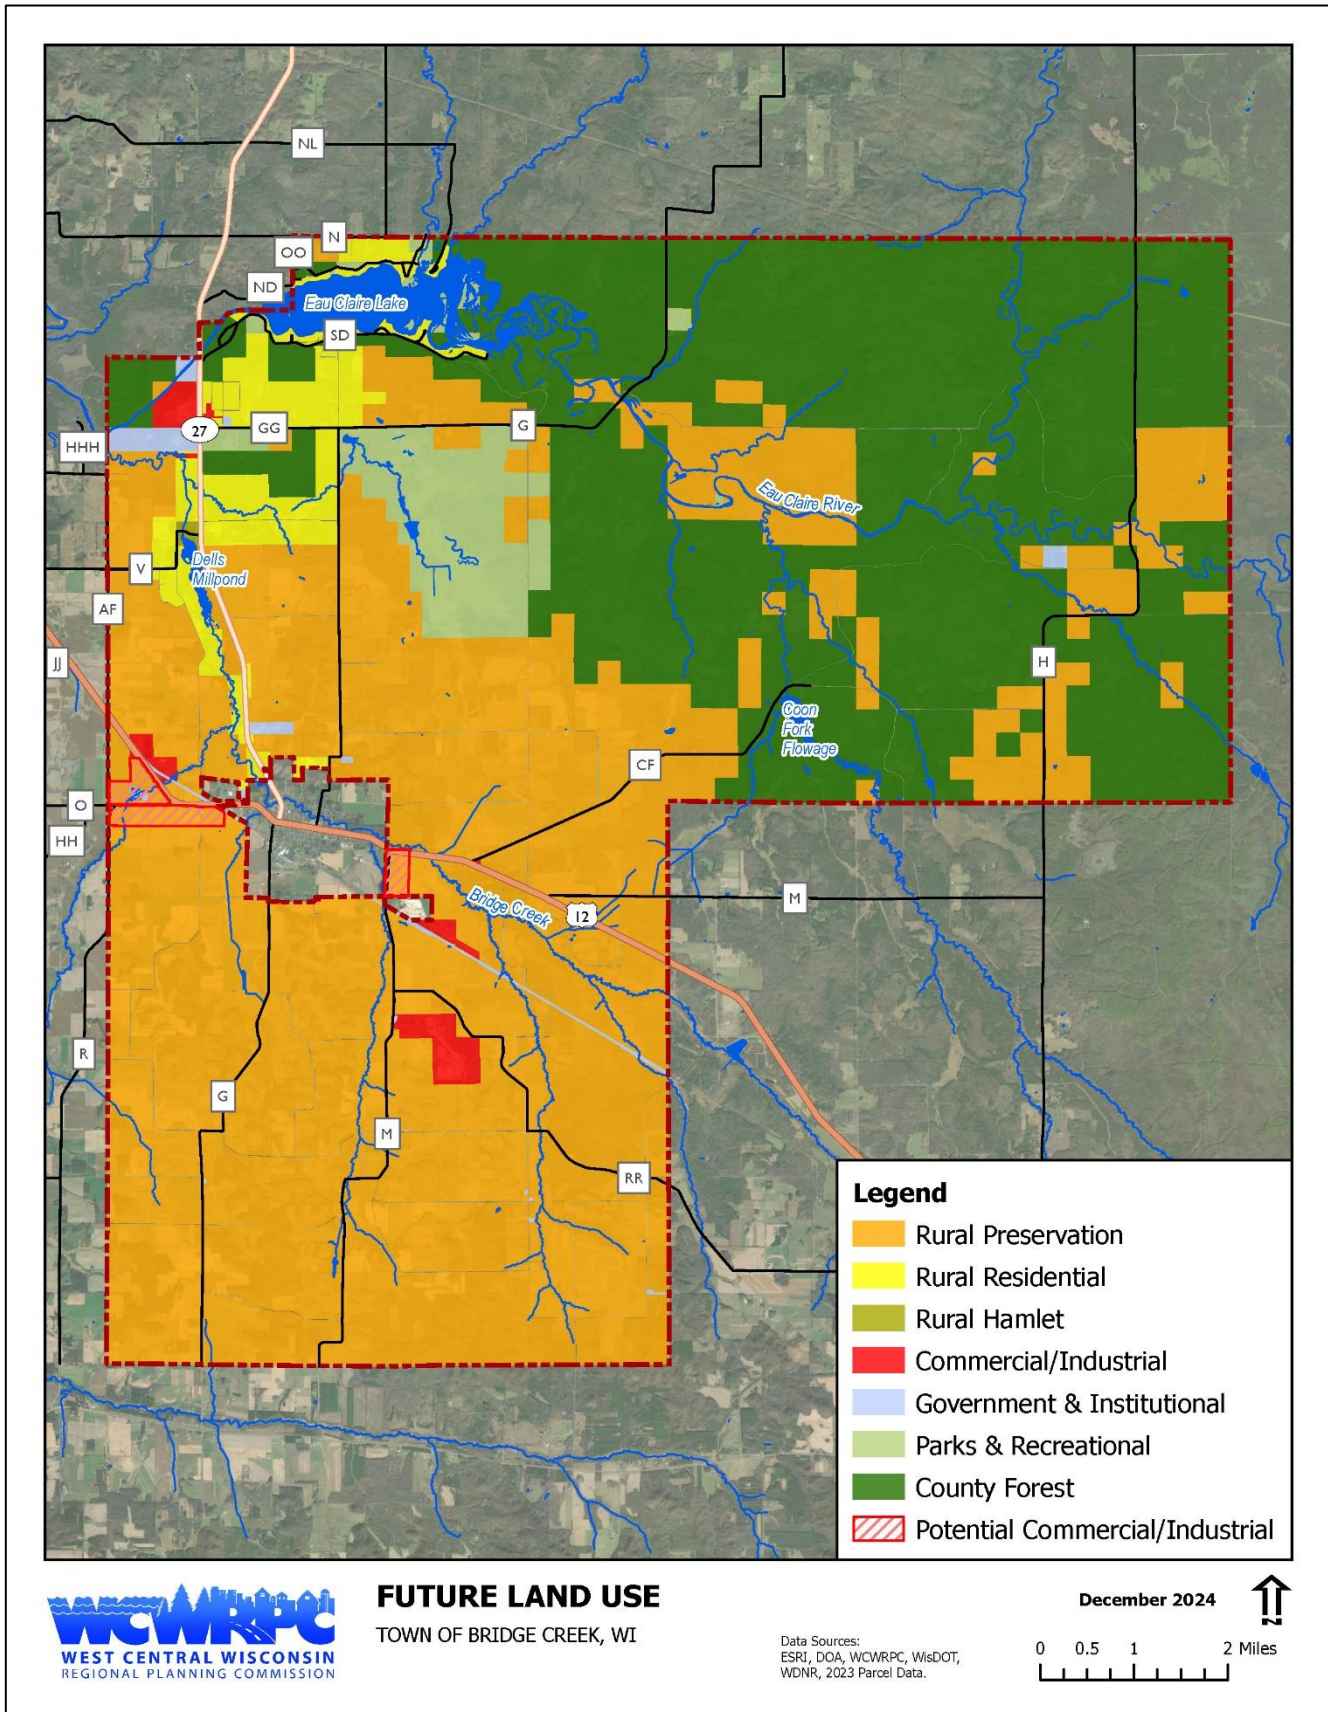 NL
N
OO
ND
Eau Claire Lake
SD
27
GG
G
HHH
Eau Claire River
Dells
Millpond
V
AF
JJ
H
Coon
Fork
Flowage
CF
O
HH
Bridge Creek
12
M
R
G
M
RR
Legend
Rural Preservation
Rural Residential
Rural Hamlet
Commercial/Industrial
Government & Institutional
Parks & Recreational
County Forest
Potential Commercial/Industrial
WCWRPC
WEST CENTRAL WISCONSIN
REGIONAL PLANNING COMMISSION
FUTURE LAND USE
TOWN OF BRIDGE CREEK, WI
Data Sources:
ESRI, DOA, WCWRPC, WisDOT,
WDNR, 2023 Parcel Data.
December 2024
N
0 0.5 1 2 Miles